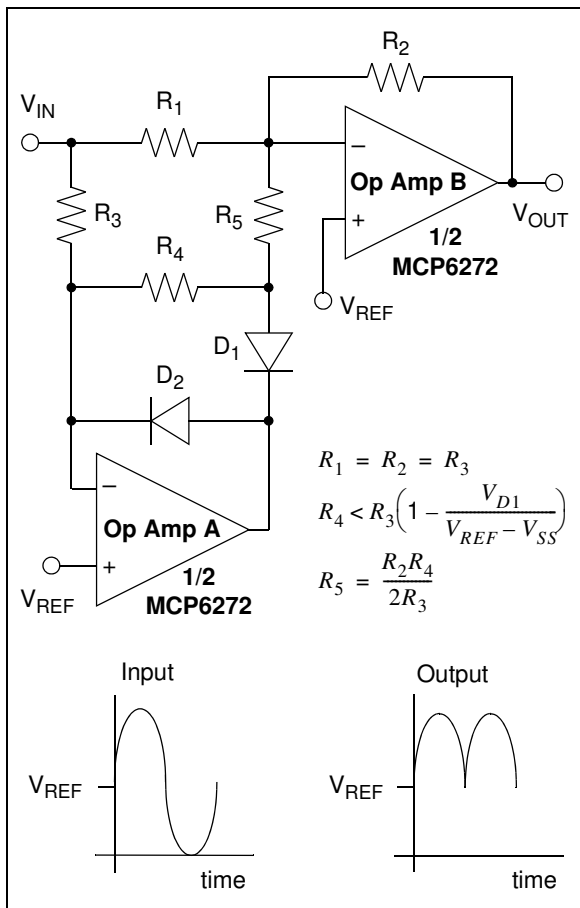 R2
VIN
R1
Op Amp B
−
+
R3
R5
VOUT
1/2
MCP6272
R4
VREF
D1
D2
R1 = R2 = R3
−
R4 < R3(1 − VD1 / (VREF − VSS))
Op Amp A
+
VREF
1/2
MCP6272
R5 = R2R4 / 2R3
Input
Output
VREF
VREF
time
time